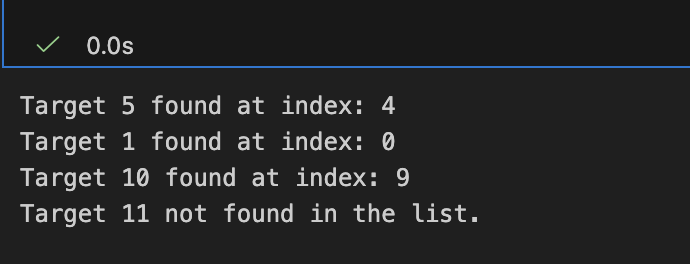 0.0s
Target 5 found at index: 4
Target 1 found at index: 0
Target 10 found at index: 9
Target 11 not found in the list.